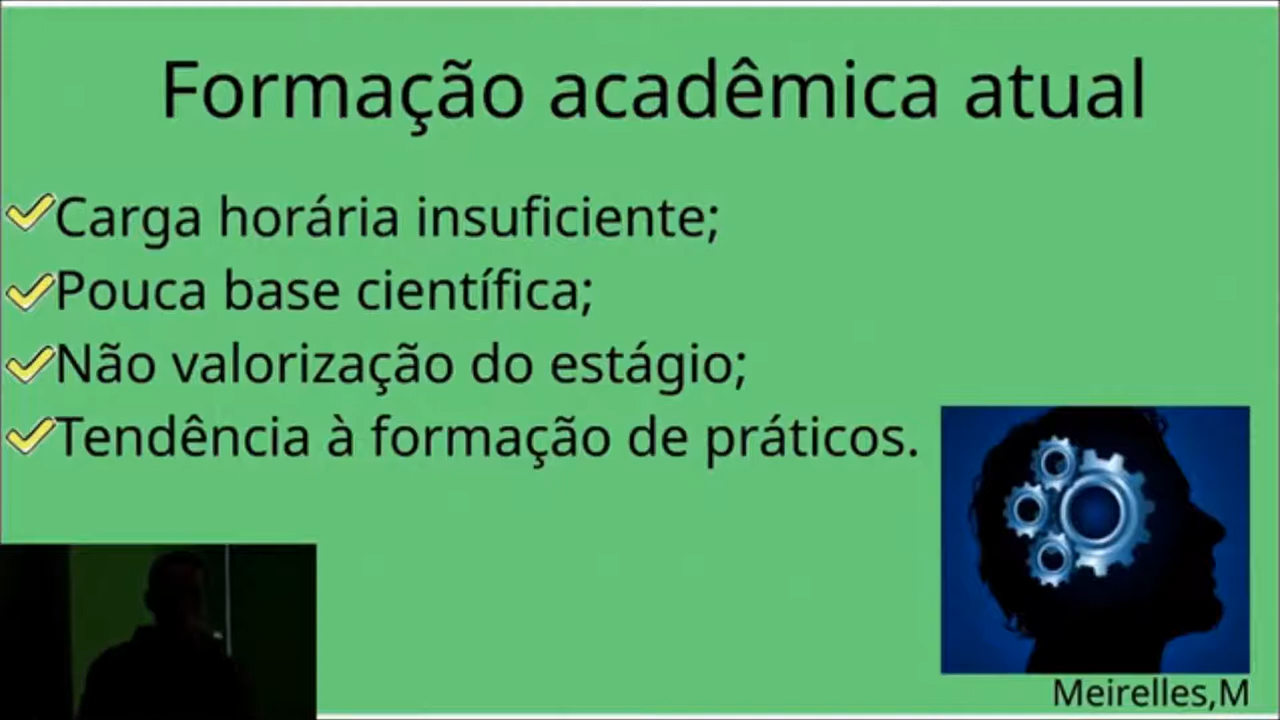 Formação acadêmica atual
Carga horária insuficiente;
Pouca base científica;
Não valorização do estágio;
Tendência à formação de práticos.
Meirelles,M